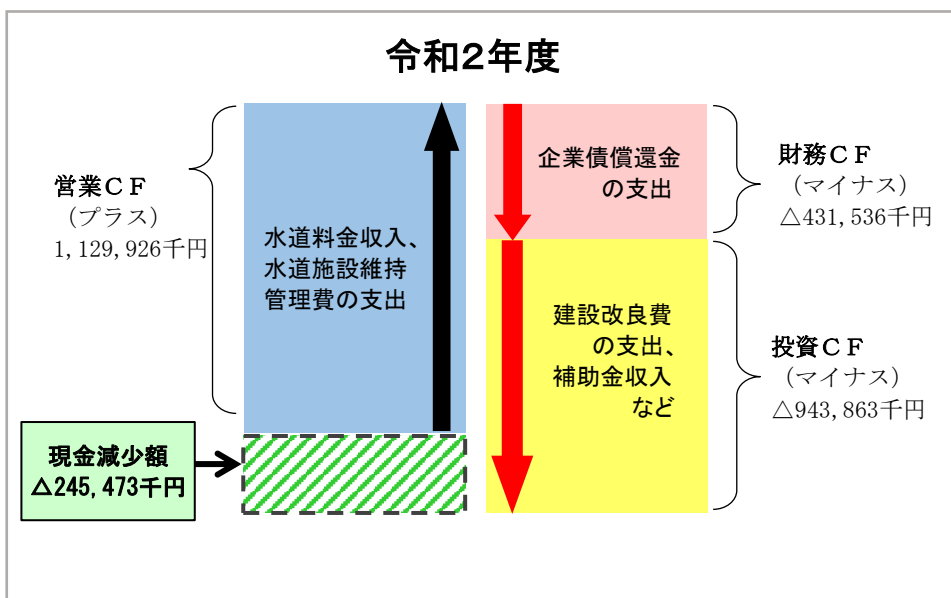 令和2年度
営業ＣＦ
（プラス）
1,129,926千円
水道料金収入、
水道施設維持
管理費の支出
現金減少額
△245,473千円
企業債償還金
の支出
建設改良費
の支出、
補助金収入
など
財務ＣＦ
（マイナス）
△431,536千円
投資ＣＦ
（マイナス）
△943,863千円